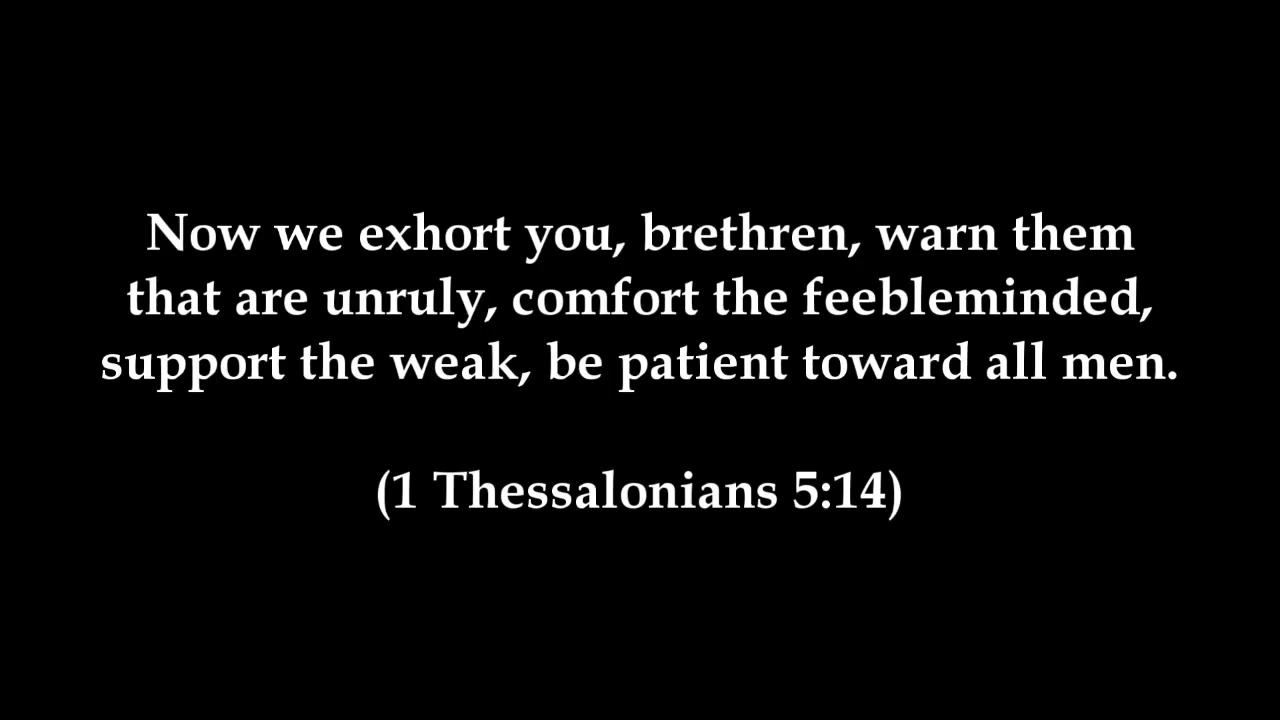 Now we exhort you, brethren, warn them
that are unruly, comfort the feebleminded,
support the weak, be patient toward all men.
(1 Thessalonians 5:14)